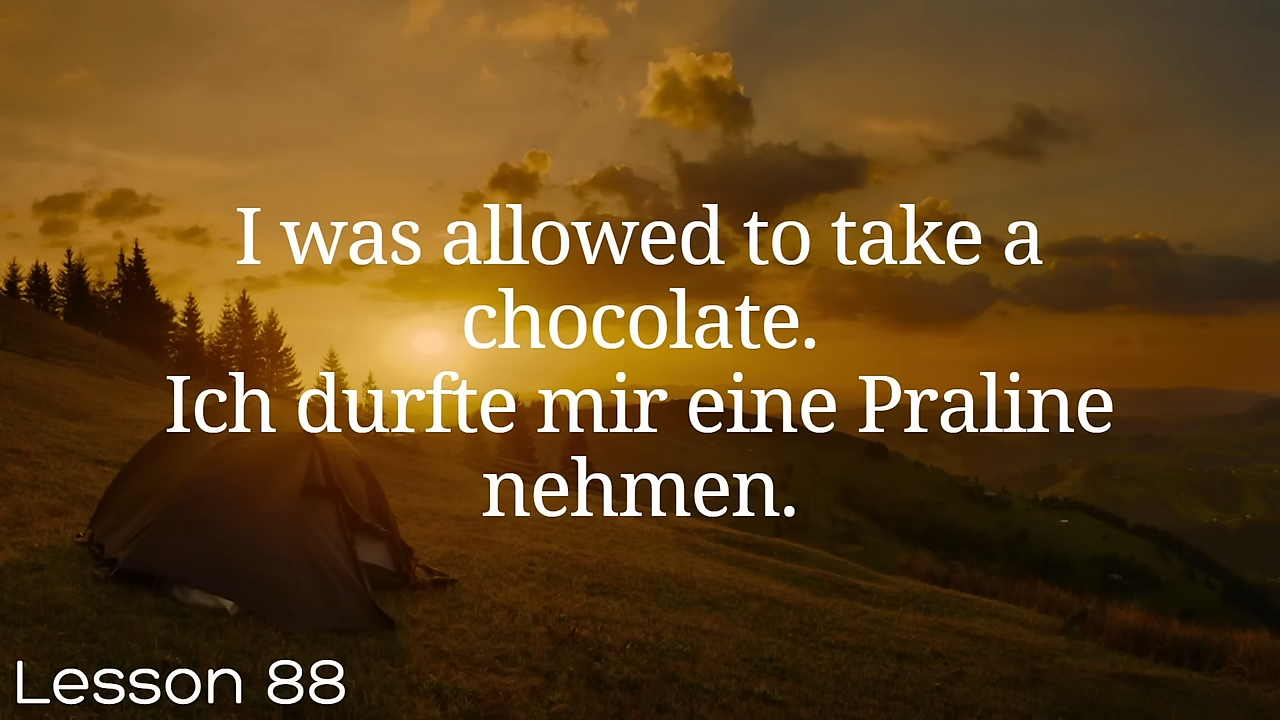 I was allowed to take a
chocolate.
Ich durfte mir eine Praline
nehmen.
Lesson 88